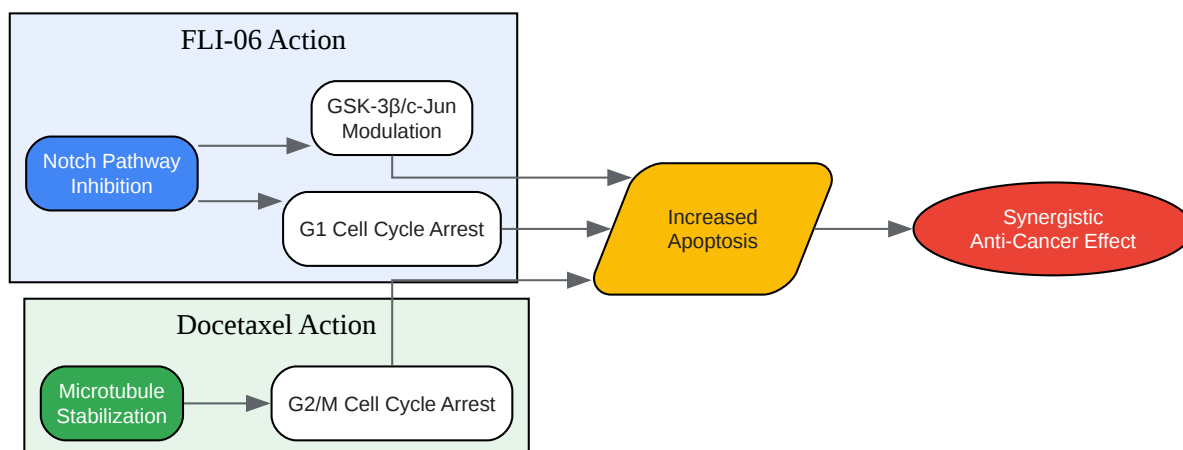 FLI-06 Action
GSK-3β/c-Jun
Modulation
Notch Pathway
Inhibition
G1 Cell Cycle Arrest
Increased
Apoptosis
Synergistic
Anti-Cancer Effect
Docetaxel Action
Microtubule
Stabilization
G2/M Cell Cycle Arrest